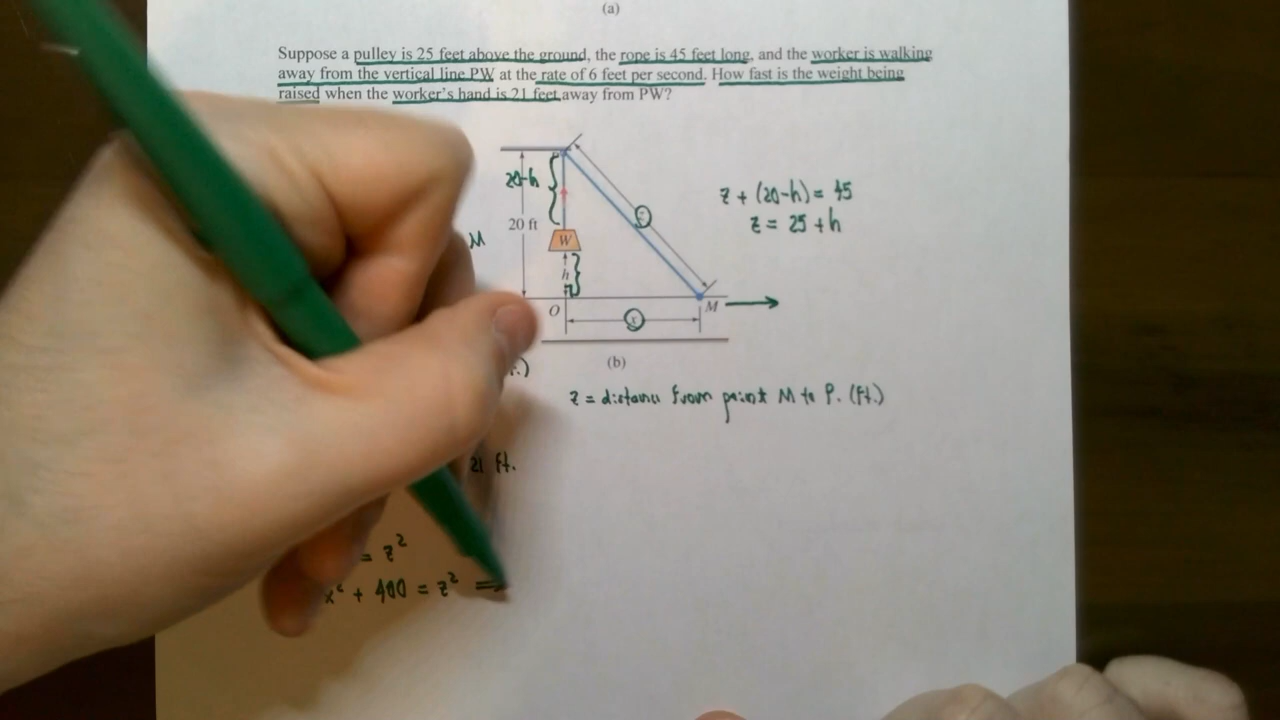 (a)
Suppose a pulley is 25 feet above the ground, the rope is 45 feet long, and the worker is walking
away from the vertical line PW at the rate of 6 feet per second. How fast is the weight being
raised when the worker's hand is 21 feet away from PW?
20-h
z + (20-h) = 45
z = 25 + h
20 ft
W
M
h
O
M
x
(b)
.)
z = distance from point M to P. (ft.)
21 ft.
= z²
x² + 400 = z² ⇒